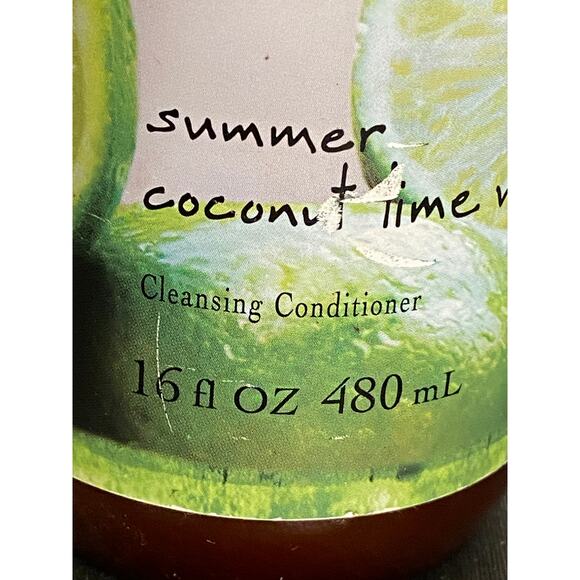 summer
coconut lime
Cleansing Conditioner
16 fl OZ 480 mL